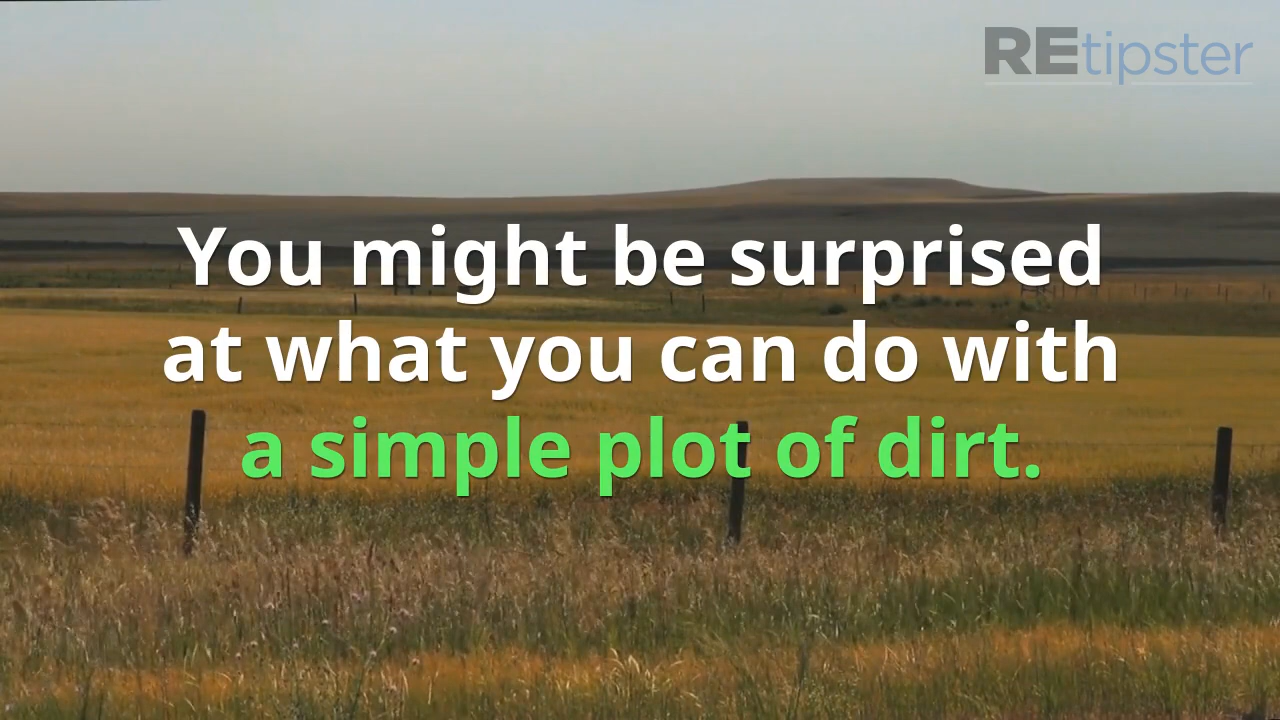 REtipster
You might be surprised
at what you can do with
a simple plot of dirt.